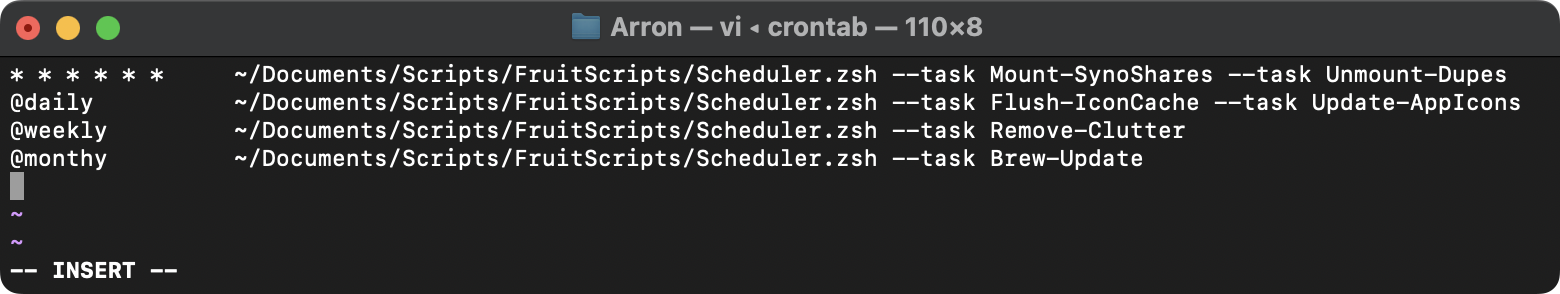 Arron — vi ◂ crontab — 110×8
* * * * * *     ~/Documents/Scripts/FruitScripts/Scheduler.zsh --task Mount-SynoShares --task Unmount-Dupes
@daily          ~/Documents/Scripts/FruitScripts/Scheduler.zsh --task Flush-IconCache --task Update-AppIcons
@weekly         ~/Documents/Scripts/FruitScripts/Scheduler.zsh --task Remove-Clutter
@monthy         ~/Documents/Scripts/FruitScripts/Scheduler.zsh --task Brew-Update
~
~
-- INSERT --